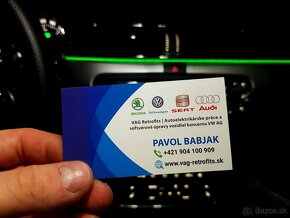 ŠKODA Volkswagen SEAT Audi
VAG Retrofits | Autoelektrikárske práce a
softvérové úpravy vozidiel koncernu VW AG
PAVOL BABJAK
+421 904 100 909
www.vag-retrofits.sk
Bazos.sk